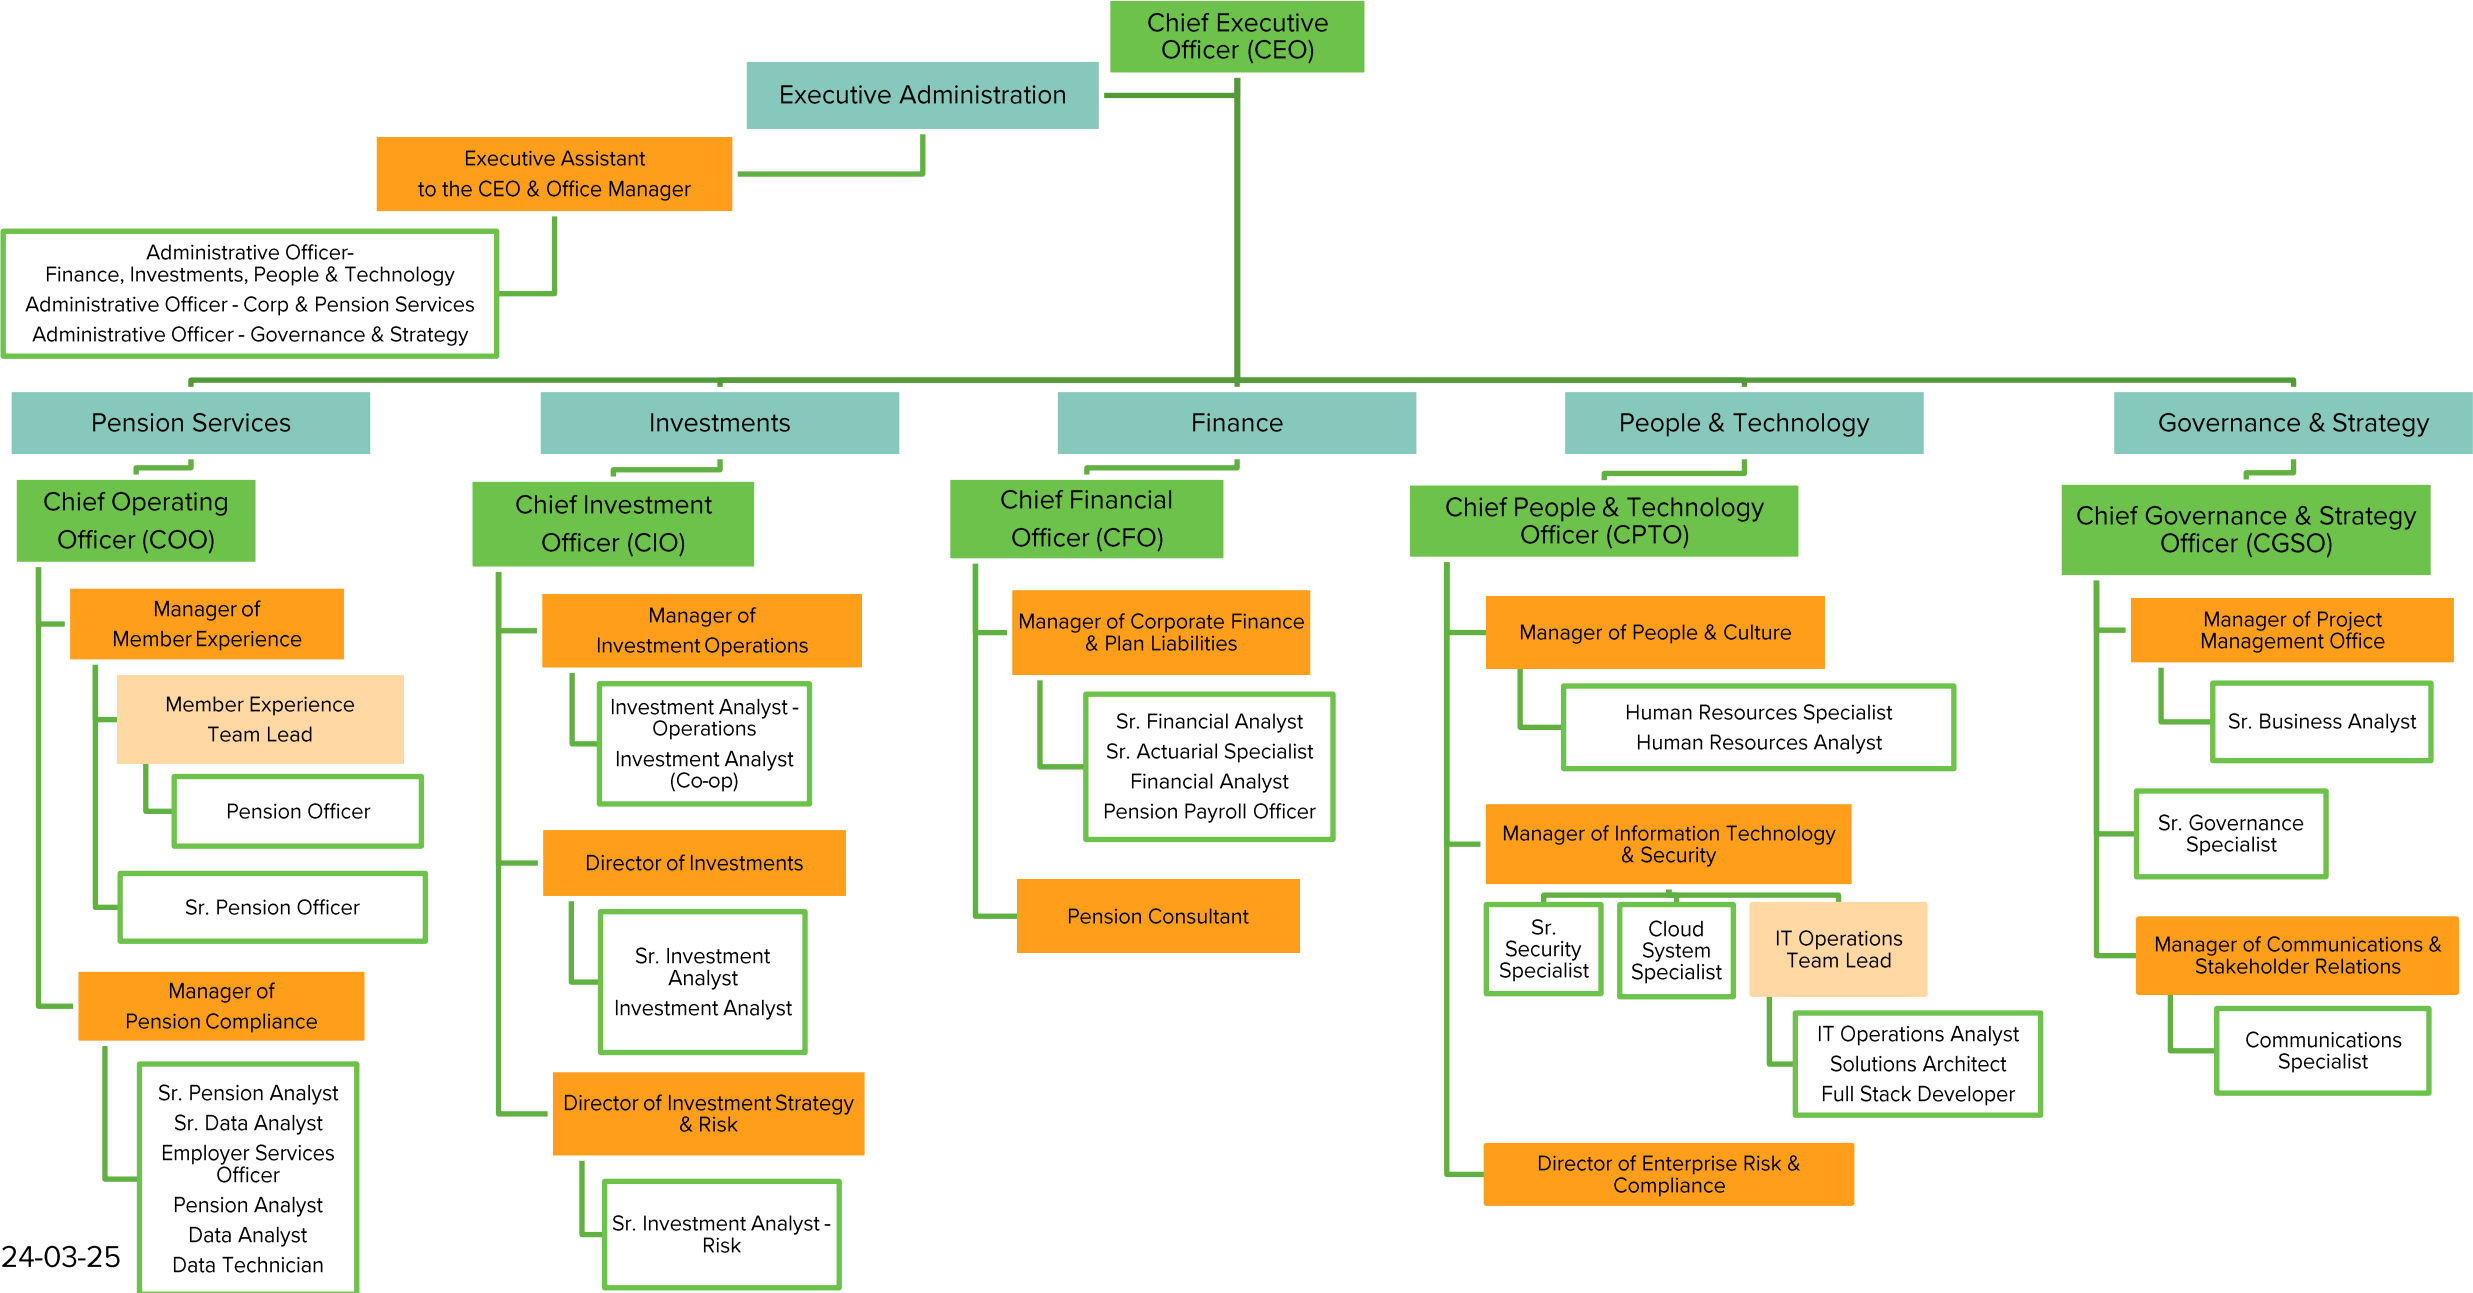 Chief Executive
Officer (CEO)
Executive Administration
Executive Assistant
to the CEO & Office Manager
Administrative Officer-
Finance, Investments, People & Technology
Administrative Officer - Corp & Pension Services
Administrative Officer - Governance & Strategy
Pension Services
Chief Operating
Officer (COO)
Manager of
Member Experience
Member Experience
Team Lead
Pension Officer
Sr. Pension Officer
Manager of
Pension Compliance
Sr. Pension Analyst
Sr. Data Analyst
Employer Services
Officer
Pension Analyst
Data Analyst
Data Technician
Investments
Chief Investment
Officer (CIO)
Manager of
Investment Operations
Investment Analyst -
Operations
Investment Analyst
(Co-op)
Director of Investments
Sr. Investment
Analyst
Investment Analyst
Director of Investment Strategy
& Risk
Sr. Investment Analyst -
Risk
Finance
Chief Financial
Officer (CFO)
Manager of Corporate Finance
& Plan Liabilities
Sr. Financial Analyst
Sr. Actuarial Specialist
Financial Analyst
Pension Payroll Officer
Pension Consultant
People & Technology
Chief People & Technology
Officer (CPTO)
Manager of People & Culture
Human Resources Specialist
Human Resources Analyst
Manager of Information Technology
& Security
Sr.
Security
Specialist
Cloud
System
Specialist
IT Operations
Team Lead
IT Operations Analyst
Solutions Architect
Full Stack Developer
Director of Enterprise Risk &
Compliance
Governance & Strategy
Chief Governance & Strategy
Officer (CGSO)
Manager of Project
Management Office
Sr. Business Analyst
Sr. Governance
Specialist
Manager of Communications &
Stakeholder Relations
Communications
Specialist
24-03-25